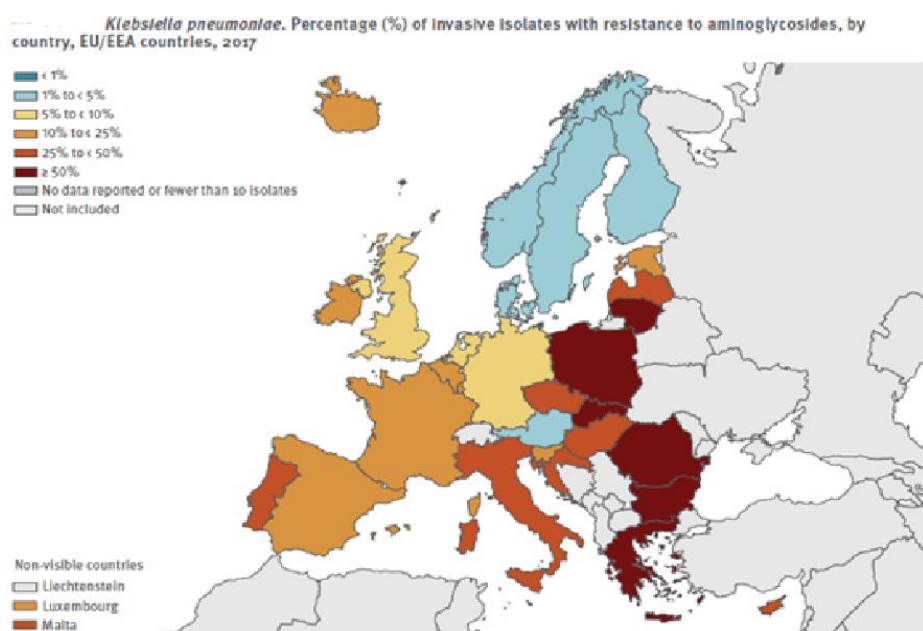 Klebsiella pneumoniae. Percentage (%) of invasive isolates with resistance to aminoglycosides, by
country, EU/EEA countries, 2017
< 1%
1% to < 5%
5% to < 10%
10% to < 25%
25% to < 50%
≥ 50%
No data reported or fewer than 10 isolates
Not included
Non-visible countries
Liechtenstein
Luxembourg
Malta